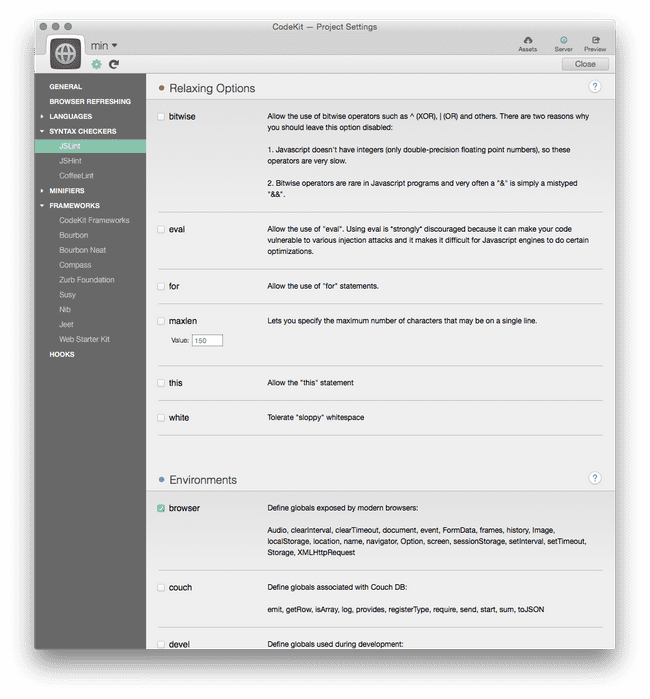 CodeKit — Project Settings
min
Assets
Server
Preview
Close
GENERAL
BROWSER REFRESHING
LANGUAGES
SYNTAX CHECKERS
JSLint
JSHint
CoffeeLint
MINIFIERS
FRAMEWORKS
CodeKit Frameworks
Bourbon
Bourbon Neat
Compass
Zurb Foundation
Susy
Nib
Jeet
Web Starter Kit
HOOKS
Relaxing Options
?
bitwise
Allow the use of bitwise operators such as ^ (XOR), | (OR) and others. There are two reasons why
you should leave this option disabled:
1. Javascript doesn't have integers (only double-precision floating point numbers), so these
operators are very slow.
2. Bitwise operators are rare in Javascript programs and very often a "&" is simply a mistyped
"&&".
eval
Allow the use of "eval". Using eval is *strongly* discouraged because it can make your code
vulnerable to various injection attacks and it makes it difficult for Javascript engines to do certain
optimizations.
for
Allow the use of "for" statements.
maxlen
Lets you specify the maximum number of characters that may be on a single line.
Value: 150
this
Allow the "this" statement
white
Tolerate "sloppy" whitespace
Environments
?
browser
Define globals exposed by modern browsers:
Audio, clearInterval, clearTimeout, document, event, FormData, frames, history, Image,
localStorage, location, name, navigator, Option, screen, sessionStorage, setInterval, setTimeout,
Storage, XMLHttpRequest
couch
Define globals associated with Couch DB:
emit, getRow, isArray, log, provides, registerType, require, send, start, sum, toJSON
devel
Define globals used during development: